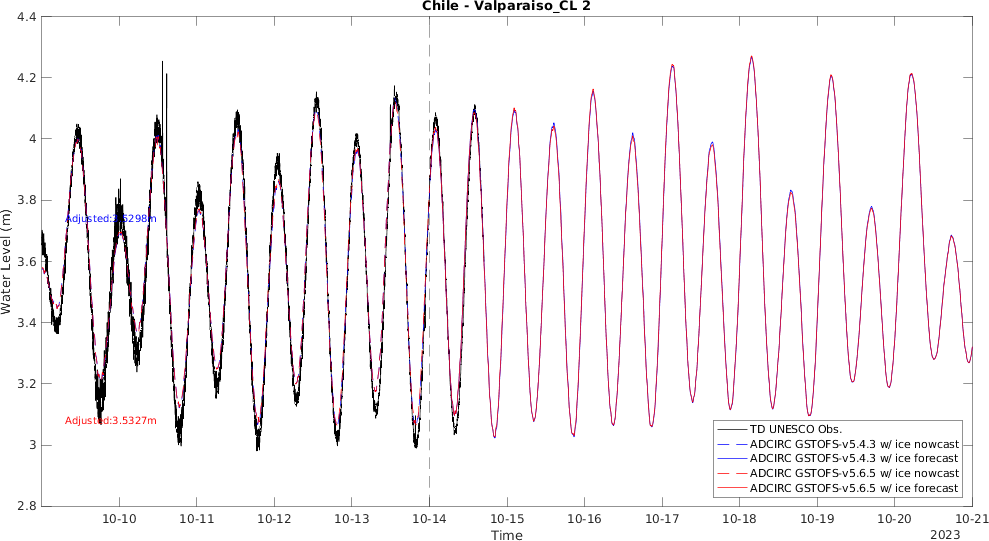 Chile - Valparaiso_CL 2
Water Level (m)
4.4
4.2
4
3.8
3.6
3.4
3.2
3
2.8
Adjusted:3.5298m
Adjusted:3.5327m
TD UNESCO Obs.
ADCIRC GSTOFS-v5.4.3 w/ ice nowcast
ADCIRC GSTOFS-v5.4.3 w/ ice forecast
ADCIRC GSTOFS-v5.6.5 w/ ice nowcast
ADCIRC GSTOFS-v5.6.5 w/ ice forecast
10-10 10-11 10-12 10-13 10-14 10-15 10-16 10-17 10-18 10-19 10-20 10-21
Time
2023